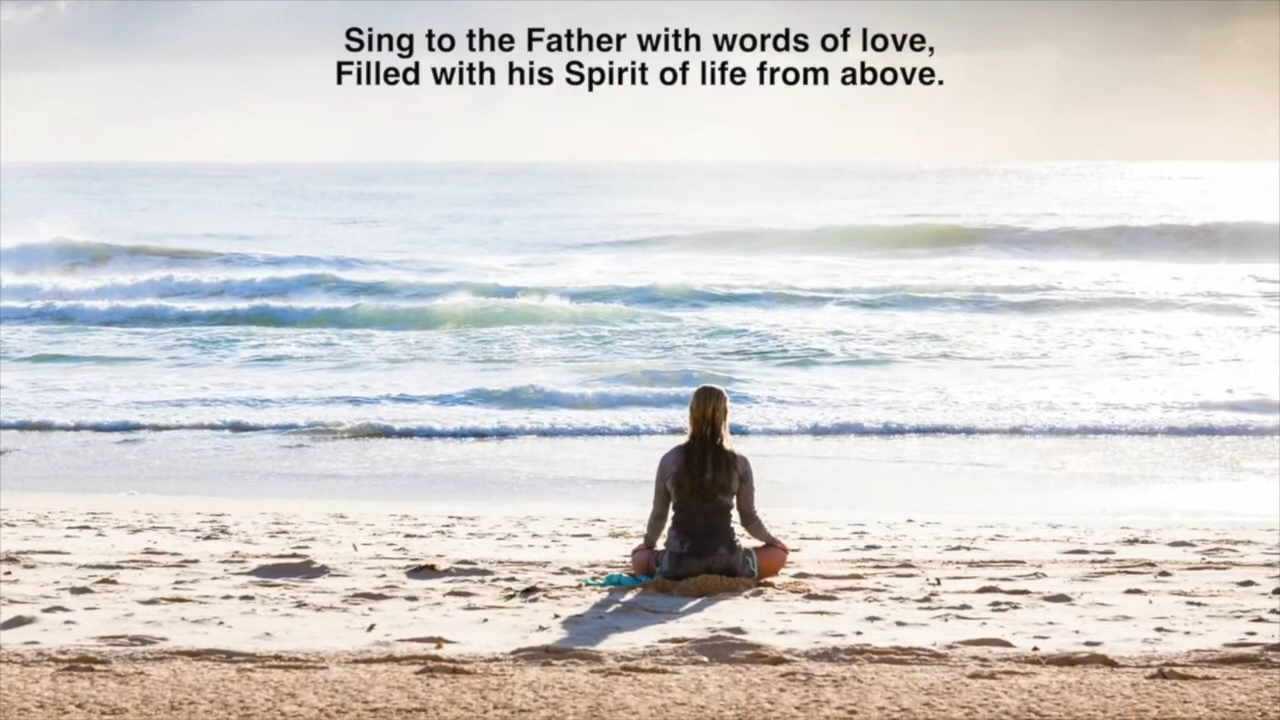 Sing to the Father with words of love,
Filled with his Spirit of life from above.